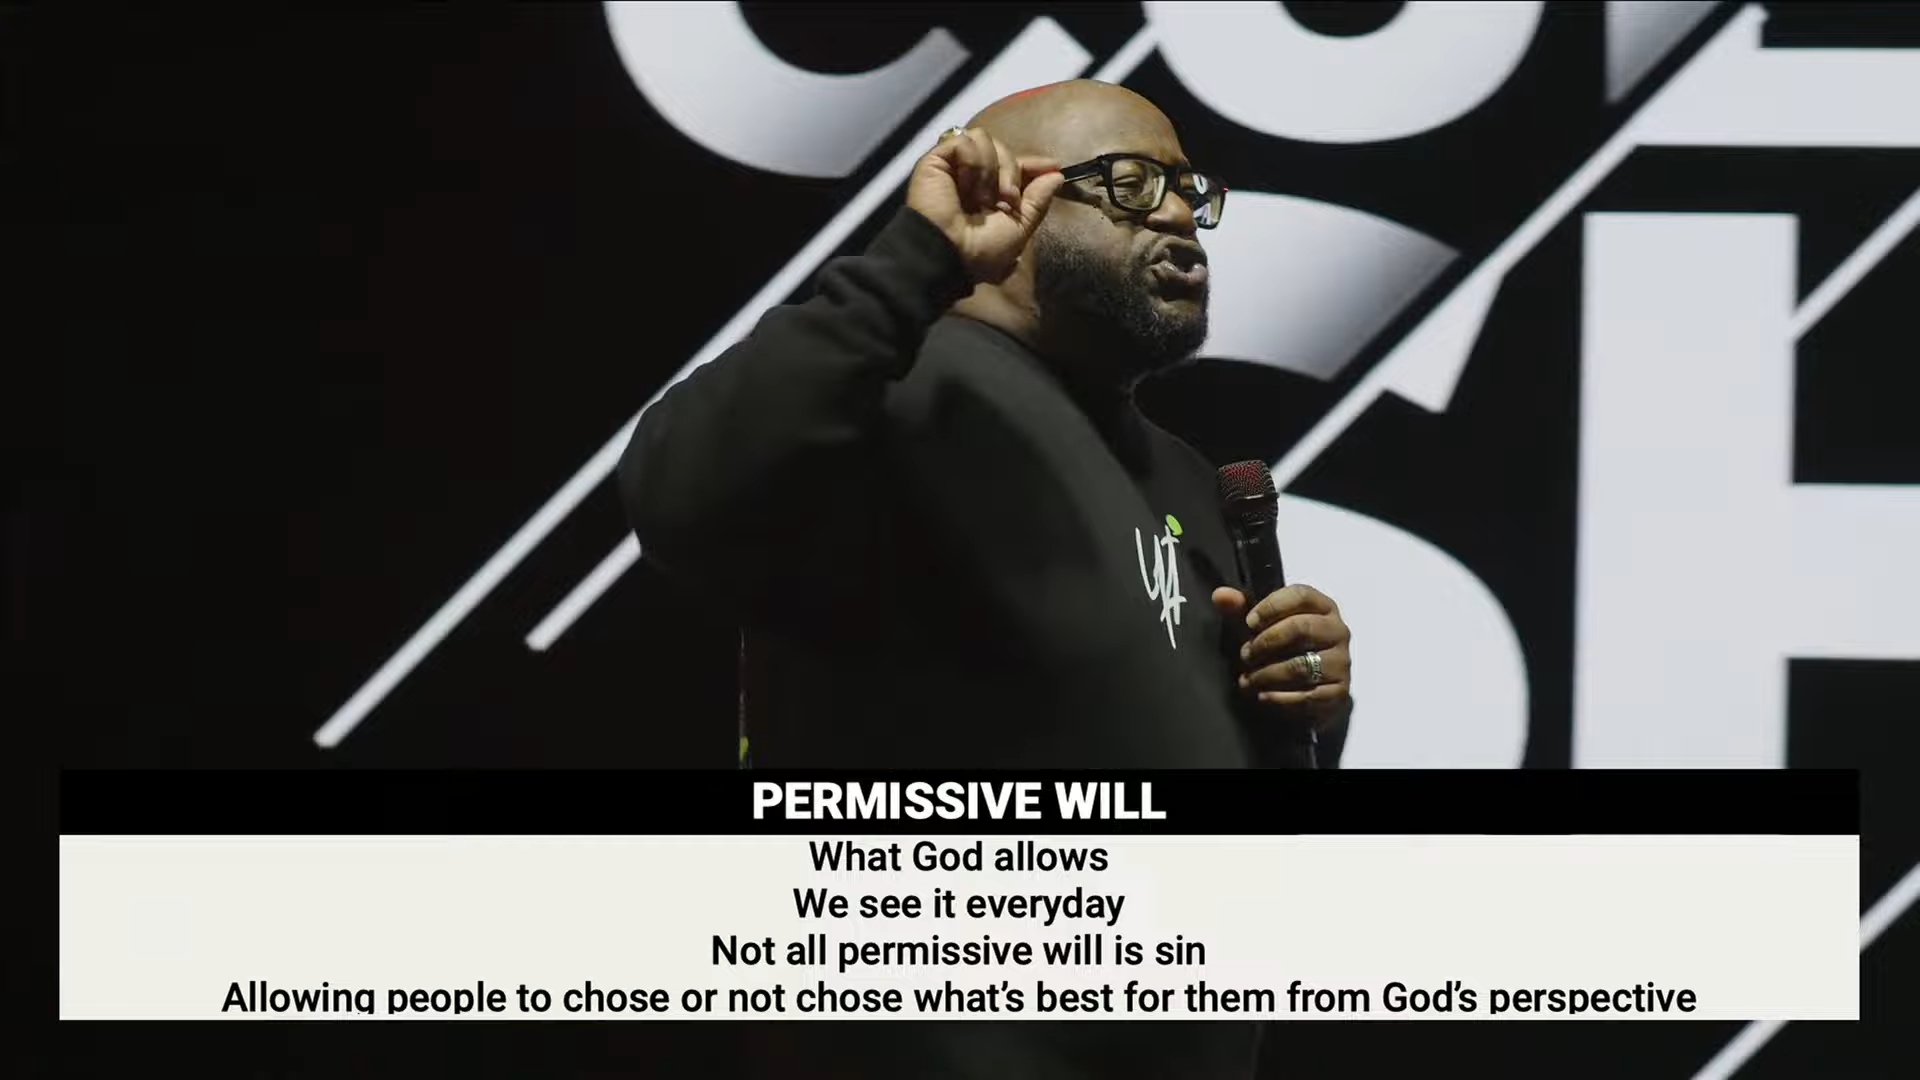 PERMISSIVE WILL
What God allows
We see it everyday
Not all permissive will is sin
Allowing people to chose or not chose what's best for them from God's perspective